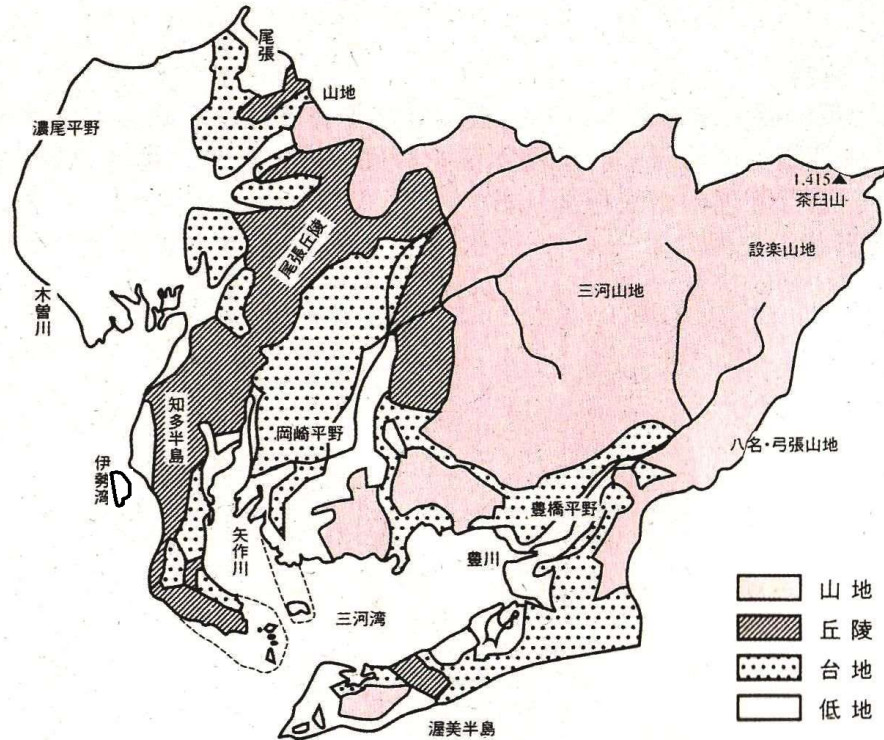 尾張
山地
濃尾平野
1,415▲
茶臼山
設楽山地
尾張丘陵
三河山地
木曽川
知多半島
岡崎平野
八名・弓張山地
伊勢湾
豊橋平野
矢作川
豊川
三河湾
渥美半島
山地
丘陵
台地
低地